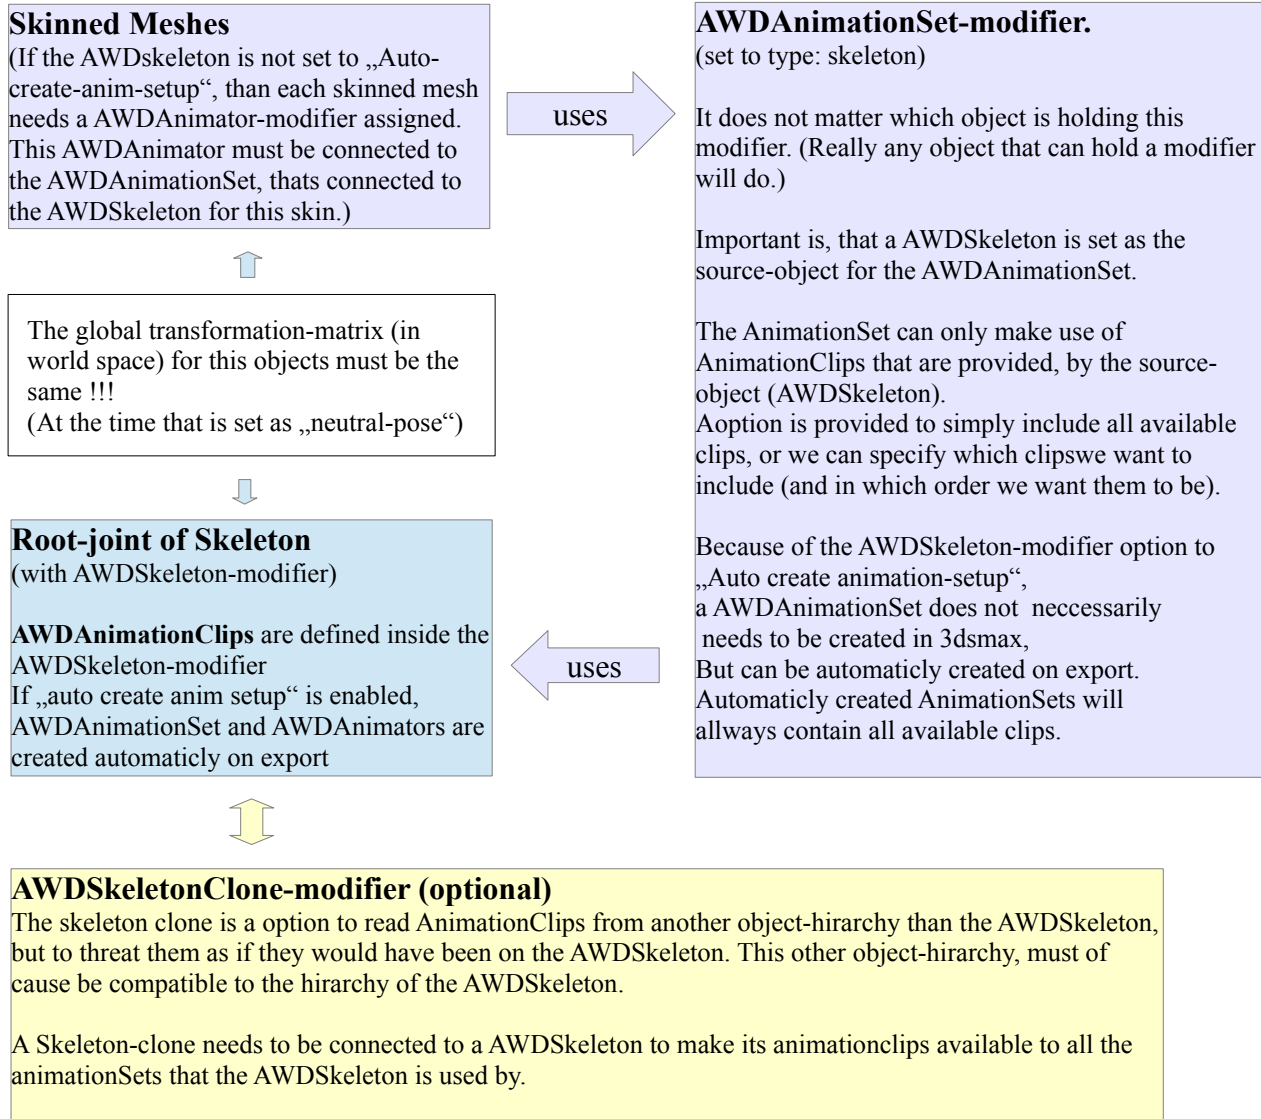 Skinned Meshes
(If the AWDskeleton is not set to „Auto-
create-anim-setup“, than each skinned mesh
needs a AWDAnimator-modifier assigned.
This AWDAnimator must be connected to
the AWDAnimationSet, thats connected to
the AWDSkeleton for this skin.)
uses
AWDAnimationSet-modifier.
(set to type: skeleton)
It does not matter which object is holding this
modifier. (Really any object that can hold a modifier
will do.)
Important is, that a AWDSkeleton is set as the
source-object for the AWDAnimationSet.
The AnimationSet can only make use of
AnimationClips that are provided, by the source-
object (AWDSkeleton).
Aoption is provided to simply include all available
clips, or we can specify which clipswe want to
include (and in which order we want them to be).
Because of the AWDSkeleton-modifier option to
„Auto create animation-setup“,
a AWDAnimationSet does not  neccessarily
needs to be created in 3dsmax,
But can be automaticly created on export.
Automaticly created AnimationSets will
allways contain all available clips.
The global transformation-matrix (in
world space) for this objects must be the
same !!!
(At the time that is set as „neutral-pose“)
Root-joint of Skeleton
(with AWDSkeleton-modifier)
AWDAnimationClips are defined inside the
AWDSkeleton-modifier
If „auto create anim setup“ is enabled,
AWDAnimationSet and AWDAnimators are
created automaticly on export
uses
AWDSkeletonClone-modifier (optional)
The skeleton clone is a option to read AnimationClips from another object-hirarchy than the AWDSkeleton,
but to threat them as if they would have been on the AWDSkeleton. This other object-hirarchy, must of
cause be compatible to the hirarchy of the AWDSkeleton.
A Skeleton-clone needs to be connected to a AWDSkeleton to make its animationclips available to all the
animationSets that the AWDSkeleton is used by.